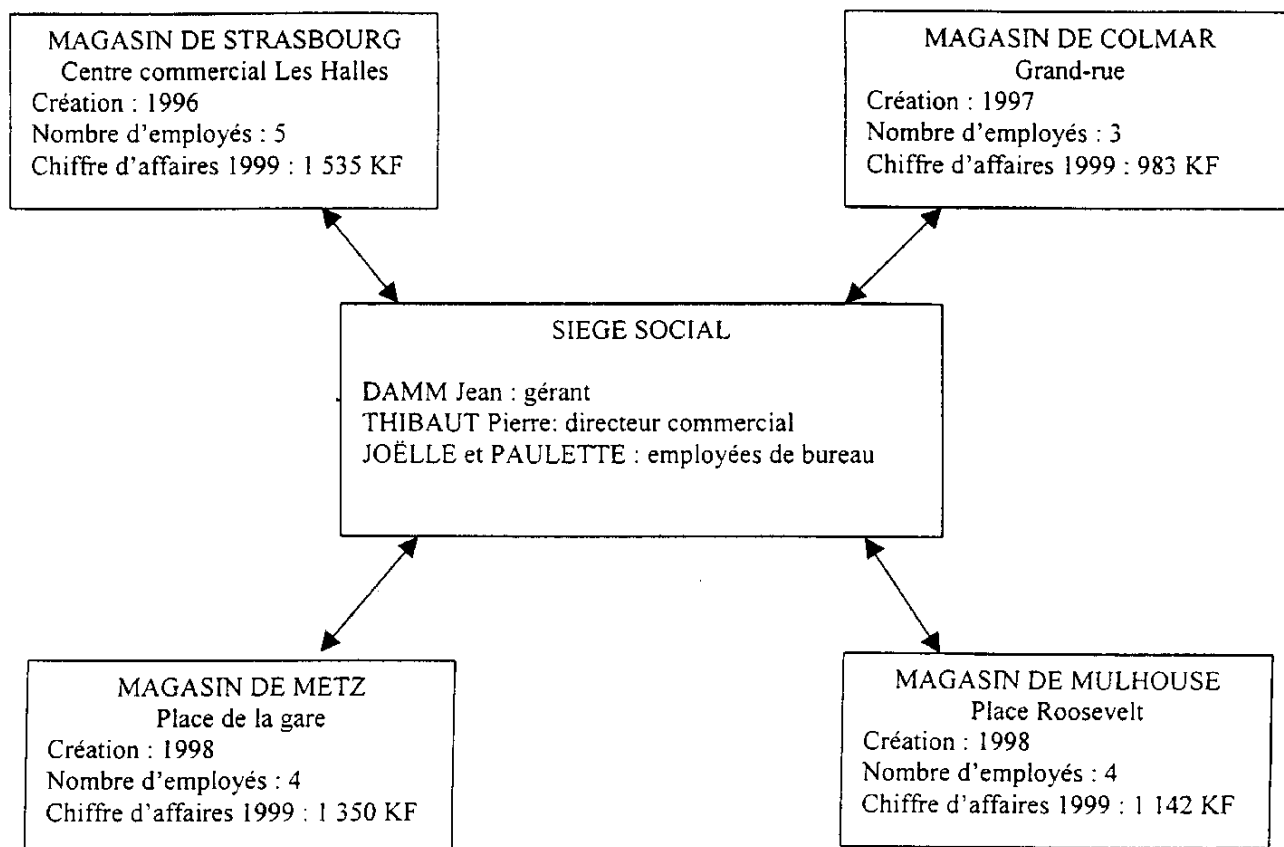 MAGASIN DE STRASBOURG
Centre commercial Les Halles
Création : 1996
Nombre d'employés : 5
Chiffre d'affaires 1999 : 1 535 KF
MAGASIN DE COLMAR
Grand-rue
Création : 1997
Nombre d'employés : 3
Chiffre d'affaires 1999 : 983 KF
SIEGE SOCIAL
DAMM Jean : gérant
THIBAUT Pierre: directeur commercial
JOËLLE et PAULETTE : employées de bureau
MAGASIN DE METZ
Place de la gare
Création : 1998
Nombre d'employés : 4
Chiffre d'affaires 1999 : 1 350 KF
MAGASIN DE MULHOUSE
Place Roosevelt
Création : 1998
Nombre d'employés : 4
Chiffre d'affaires 1999 : 1 142 KF